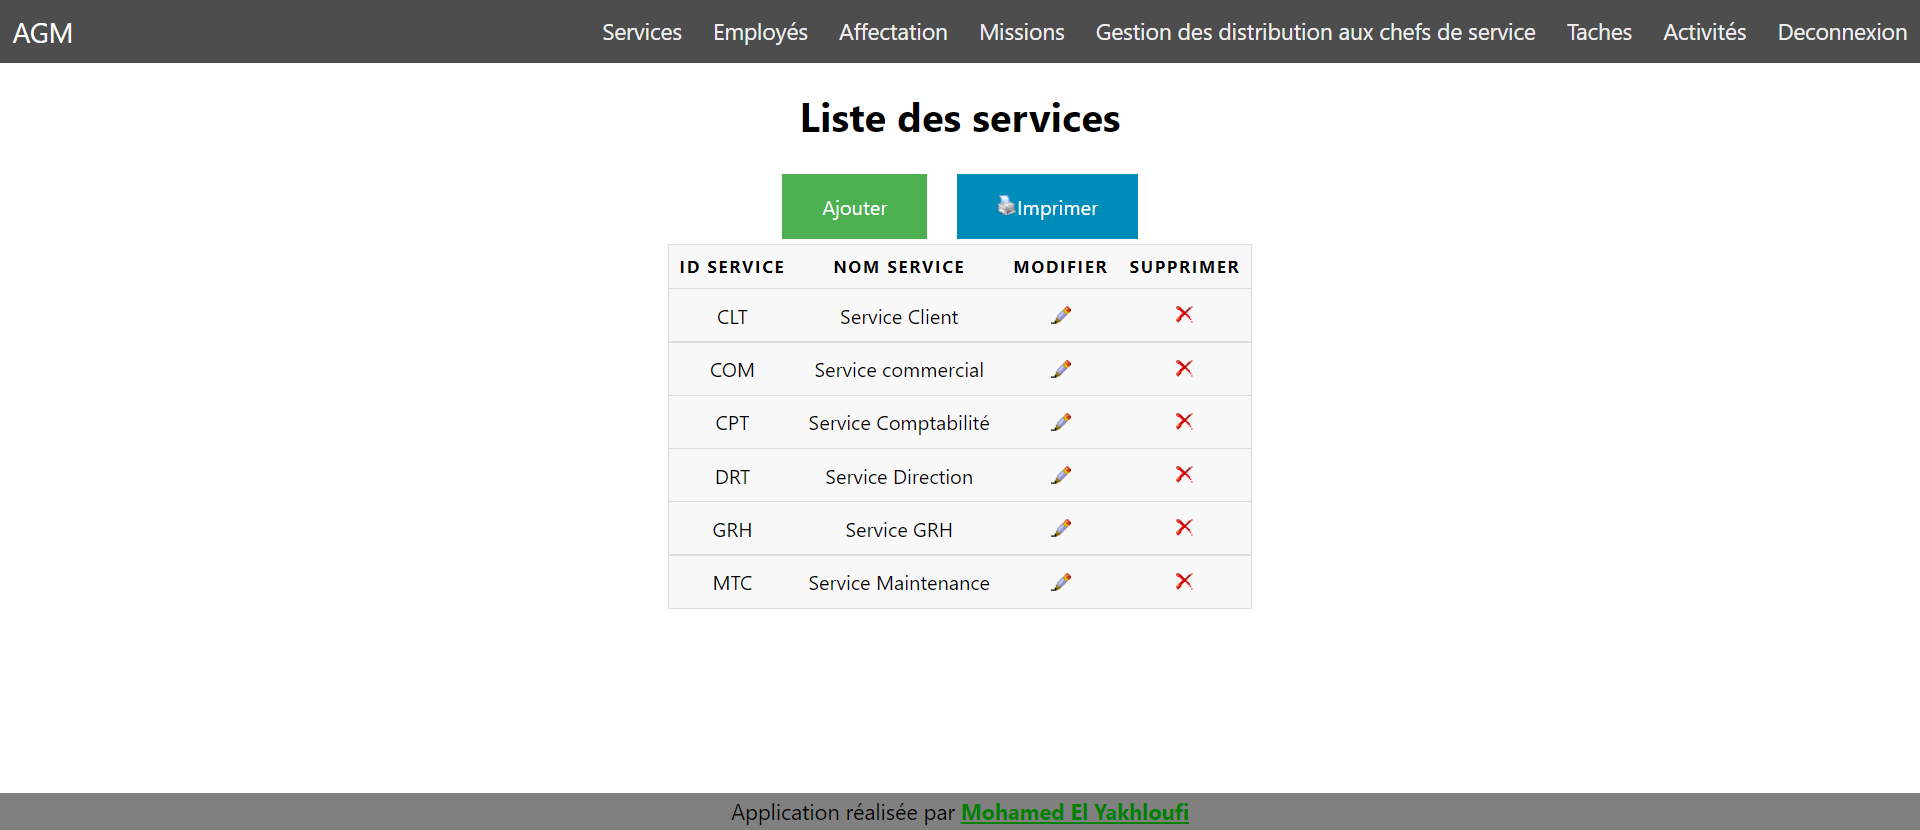 AGM Services Employés Affectation Missions Gestion des distribution aux chefs de service Taches Activités Deconnexion
Liste des services
Ajouter Imprimer
ID SERVICE NOM SERVICE MODIFIER SUPPRIMER
CLT Service Client
COM Service commercial
CPT Service Comptabilité
DRT Service Direction
GRH Service GRH
MTC Service Maintenance
Application réalisée par Mohamed El Yakhloufi